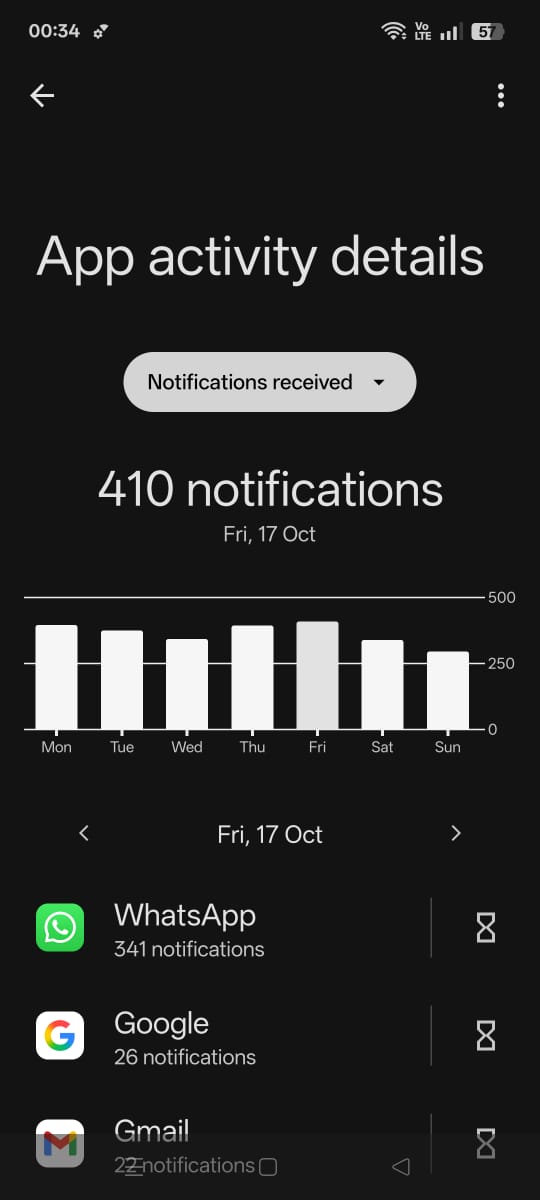 00:34 Vo LTE 57
App activity details
Notifications received
410 notifications
Fri, 17 Oct
500
250
0
Mon Tue Wed Thu Fri Sat Sun
Fri, 17 Oct
WhatsApp
341 notifications
Google
26 notifications
Gmail
22 notifications